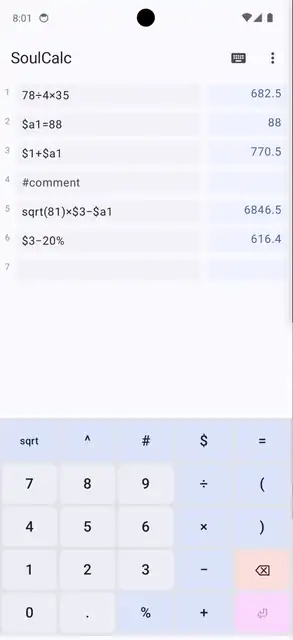 8:01
SoulCalc
1 78÷4×35 682.5
2 $a1=88 88
3 $1+$a1 770.5
4 #comment
5 sqrt(81)×$3−$a1 6846.5
6 $3−20% 616.4
7
sqrt ^ # $ =
7 8 9 ÷ (
4 5 6 × )
1 2 3 −
0 . % +